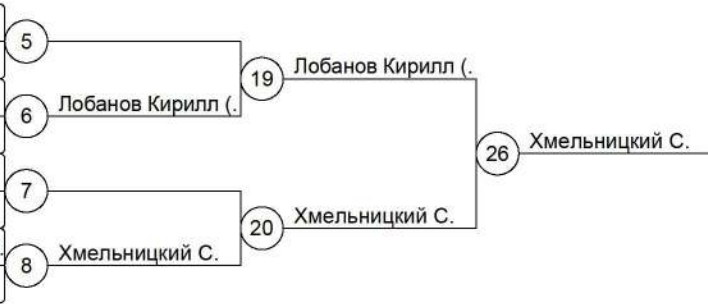 5
19
Лобанов Кирилл (.
6
Лобанов Кирилл (.
26
Хмельницкий С.
7
20
Хмельницкий С.
8
Хмельницкий С.